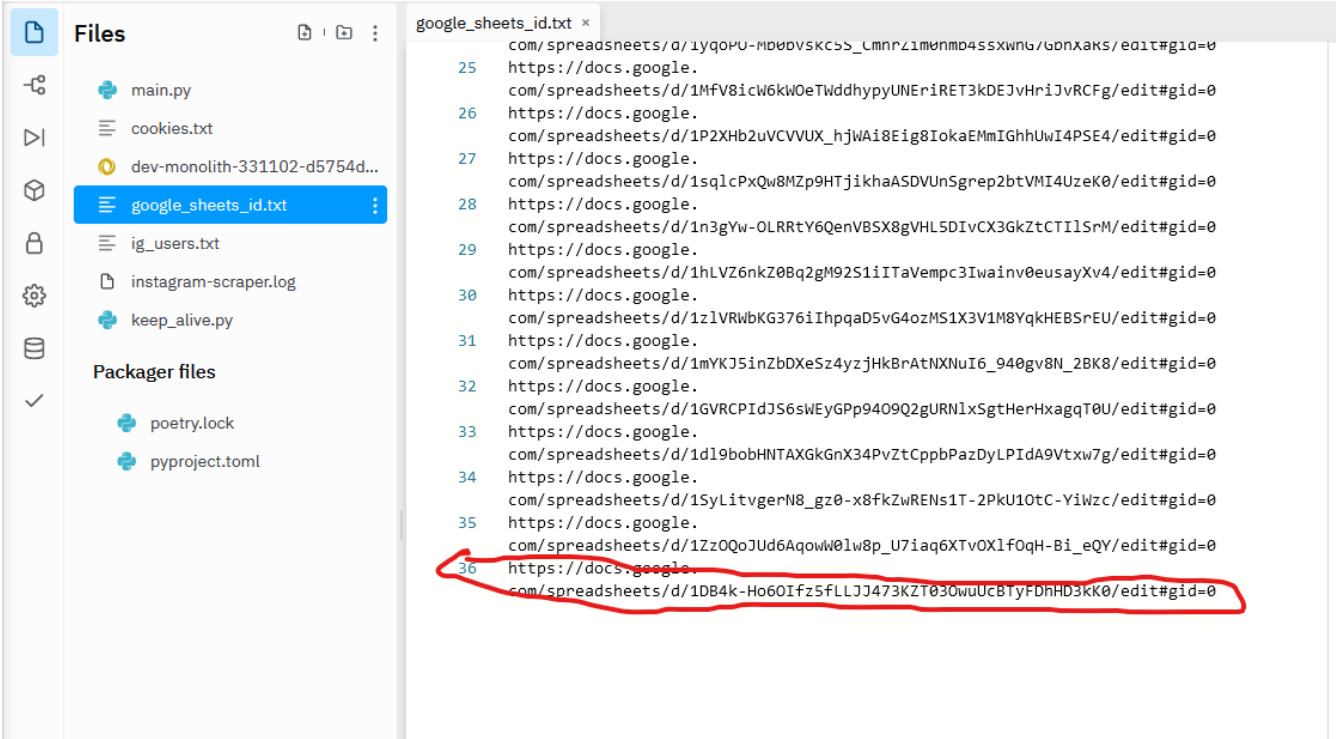 Files
main.py
cookies.txt
dev-monolith-331102-d5754d...
google_sheets_id.txt
ig_users.txt
instagram-scraper.log
keep_alive.py
Packager files
poetry.lock
pyproject.toml
google_sheets_id.txt ×
25 https://docs.google.
com/spreadsheets/d/1MfV8icW6kWOeTWddhypyUNEriRET3kDEJvHriJvRCFg/edit#gid=0
26 https://docs.google.
com/spreadsheets/d/1P2XHb2uVCVVUX_hjWAi8Eig8IokaEMmIGhhUwI4PSE4/edit#gid=0
27 https://docs.google.
com/spreadsheets/d/1sqlcPxQw8MZp9HTjikhaASDVUnSgrep2btVMI4UzeK0/edit#gid=0
28 https://docs.google.
com/spreadsheets/d/1n3gYw-OLRRtY6QenVBSX8gVHL5DIvCX3GkZtCTIlSrM/edit#gid=0
29 https://docs.google.
com/spreadsheets/d/1hLVZ6nkZ0Bq2gM92S1iITaVempc3Iwainv0eusayXv4/edit#gid=0
30 https://docs.google.
com/spreadsheets/d/1zlVRWbKG376iIhpqaD5vG4ozMS1X3V1M8YqkHEBSrEU/edit#gid=0
31 https://docs.google.
com/spreadsheets/d/1mYKJ5inZbDXeSz4yzjHkBrAtNXNuI6_940gv8N_2BK8/edit#gid=0
32 https://docs.google.
com/spreadsheets/d/1GVRCPIdJS6sWEyGPp94O9Q2gURNlxSgtHerHxagqT0U/edit#gid=0
33 https://docs.google.
com/spreadsheets/d/1dl9bobHNTAXGkGnX34PvZtCppbPazDyLPIdA9Vtxw7g/edit#gid=0
34 https://docs.google.
com/spreadsheets/d/1SyLitvgerN8_gz0-x8fkZwRENs1T-2PkU1OtC-YiWzc/edit#gid=0
35 https://docs.google.
com/spreadsheets/d/1ZzOQoJUd6AqowW0lw8p_U7iaq6XTvOXlfOqH-Bi_eQY/edit#gid=0
36 https://docs.google.
com/spreadsheets/d/1DB4k-Ho6OIfz5fLLJJ473KZT03OwuUcBTyFDhHD3kK0/edit#gid=0